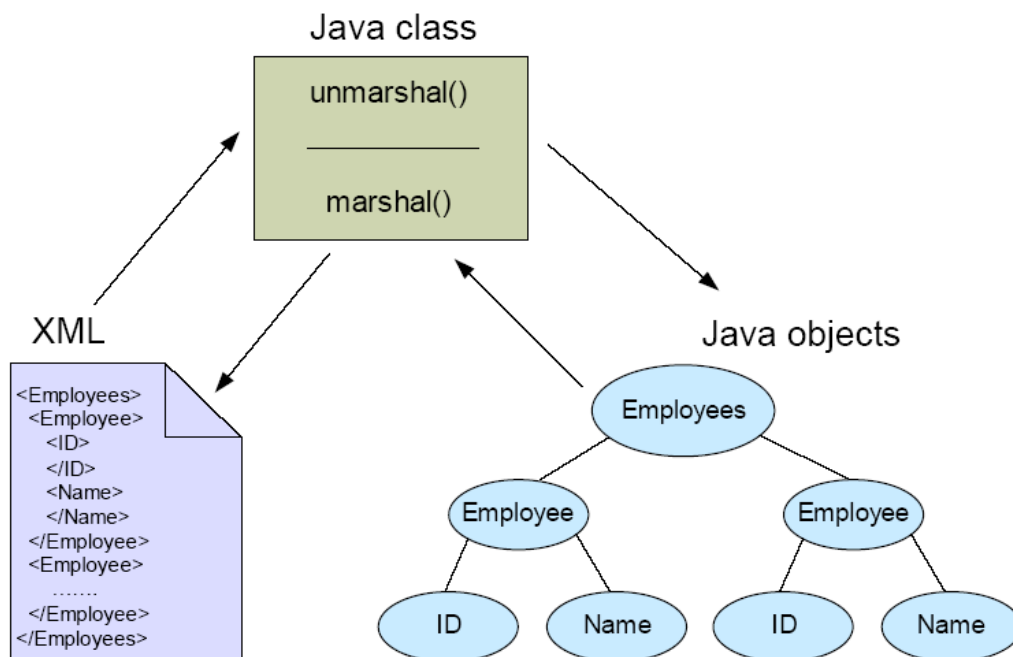 Java class
unmarshal()
marshal()
XML
<Employees>
<Employee>
<ID>
</ID>
<Name>
</Name>
</Employee>
<Employee>
.......
</Employee>
</Employees>
Java objects
Employees
Employee Employee
ID Name ID Name